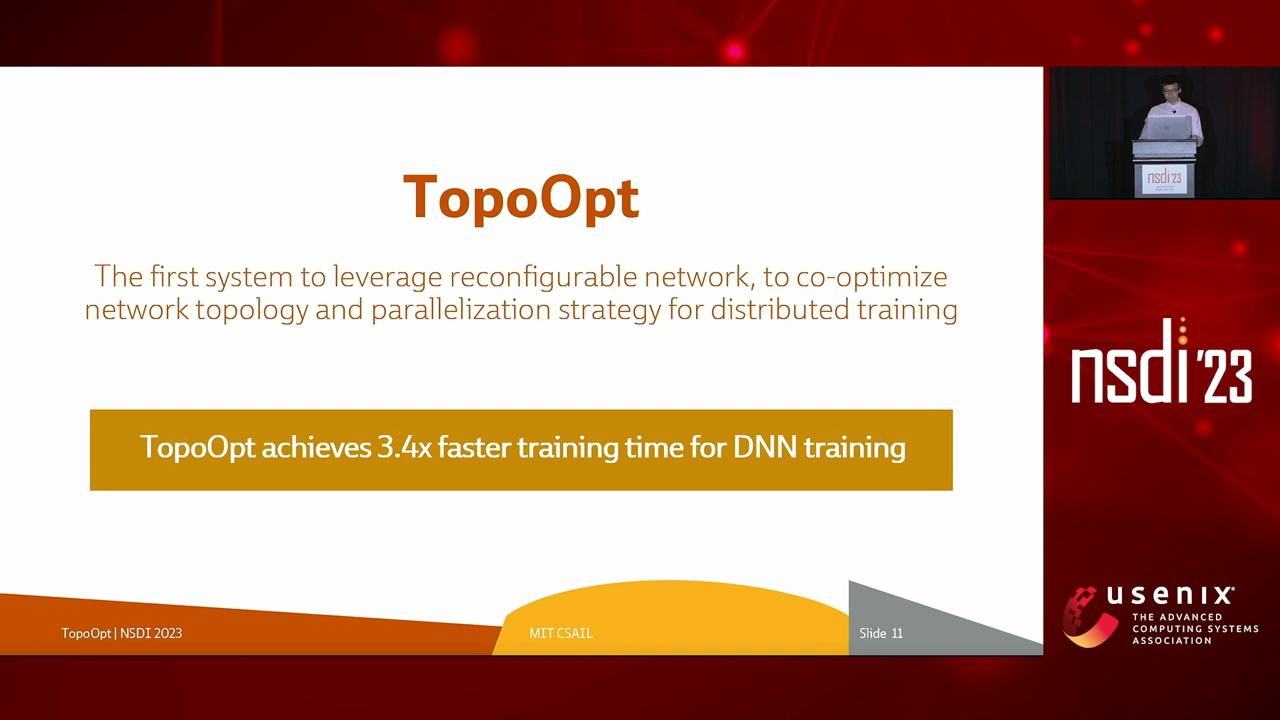 TopoOpt
The first system to leverage reconfigurable network, to co-optimize
network topology and parallelization strategy for distributed training
TopoOpt achieves 3.4x faster training time for DNN training
TopoOpt | NSDI 2023
MIT CSAIL
Slide 11
nsdi '23
nsdi '23
usenix
THE ADVANCED
COMPUTING SYSTEMS
ASSOCIATION